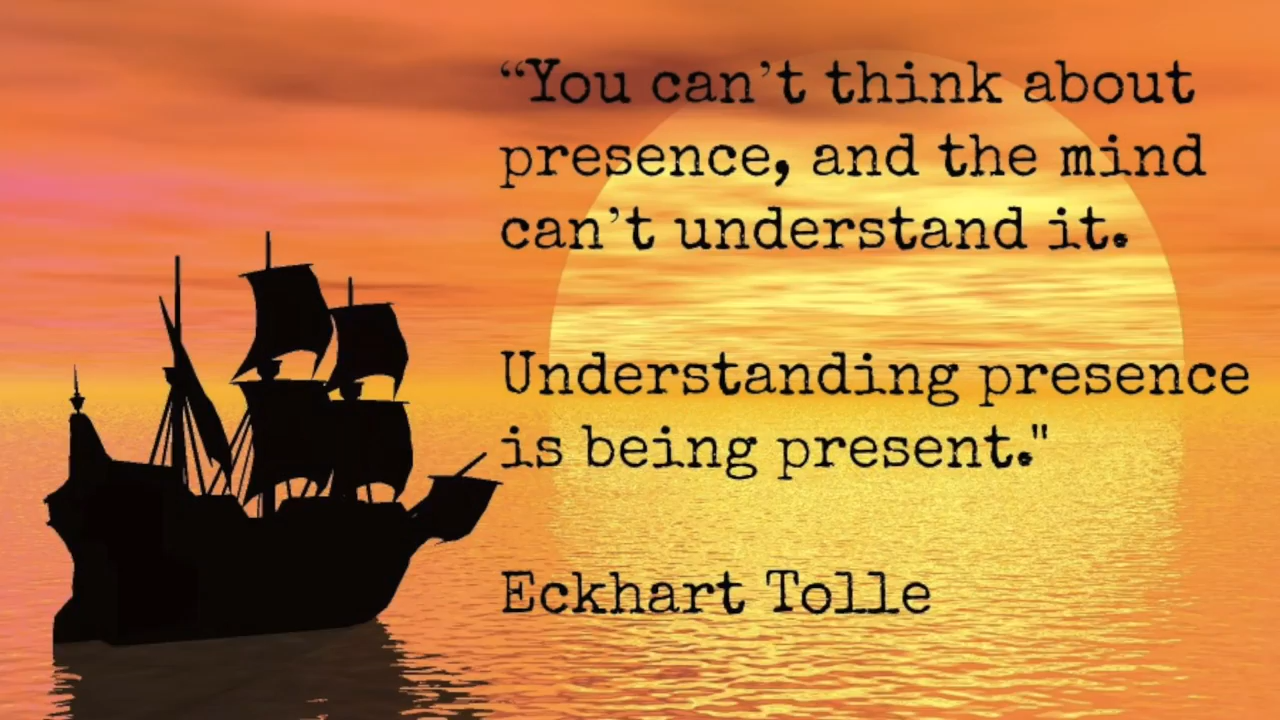 “You can’t think about
presence, and the mind
can’t understand it.
Understanding presence
is being present."
Eckhart Tolle